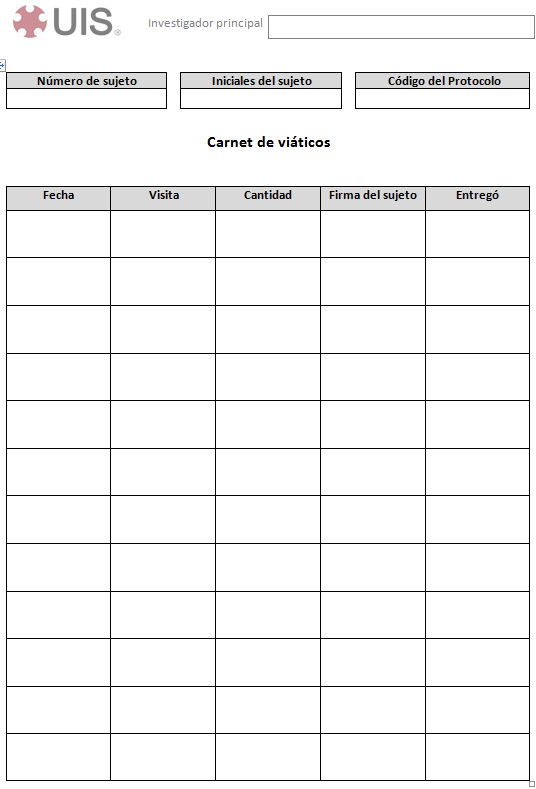 UIS®
Investigador principal
Número de sujeto Iniciales del sujeto Código del Protocolo
Carnet de viáticos
Fecha Visita Cantidad Firma del sujeto Entregó